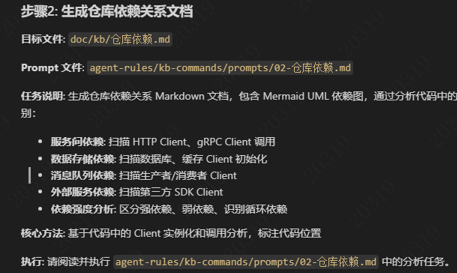 步骤2: 生成仓库依赖关系文档
目标文件: doc/kb/仓库依赖.md
Prompt 文件: agent-rules/kb-commands/prompts/02-仓库依赖.md
任务说明: 生成仓库依赖关系 Markdown 文档，包含 Mermaid UML 依赖图，通过分析代码中的
别:
• 服务间依赖: 扫描 HTTP Client、gRPC Client 调用
• 数据存储依赖: 扫描数据库、缓存 Client 初始化
• 消息队列依赖: 扫描生产者/消费者 Client
• 外部服务依赖: 扫描第三方 SDK Client
• 依赖强度分析: 区分强依赖、弱依赖、识别循环依赖
核心方法: 基于代码中的 Client 实例化和调用分析，标注代码位置
执行: 请阅读并执行 agent-rules/kb-commands/prompts/02-仓库依赖.md 中的分析任务。